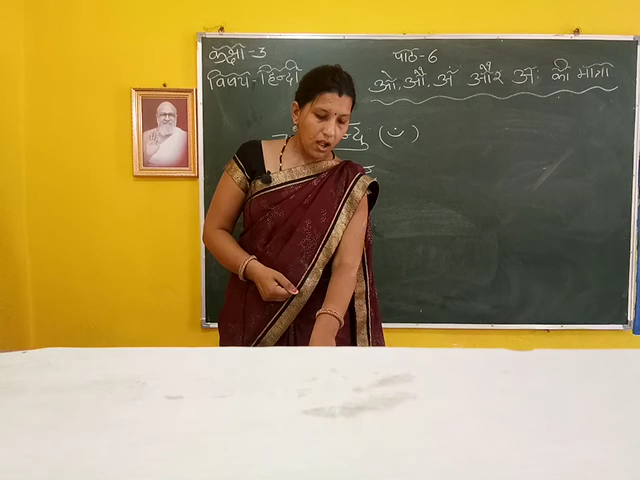 कक्षा-3
पाठ-6
विषय-हिन्दी
ओ, औ, अं और अः की मात्रा
(ँ)